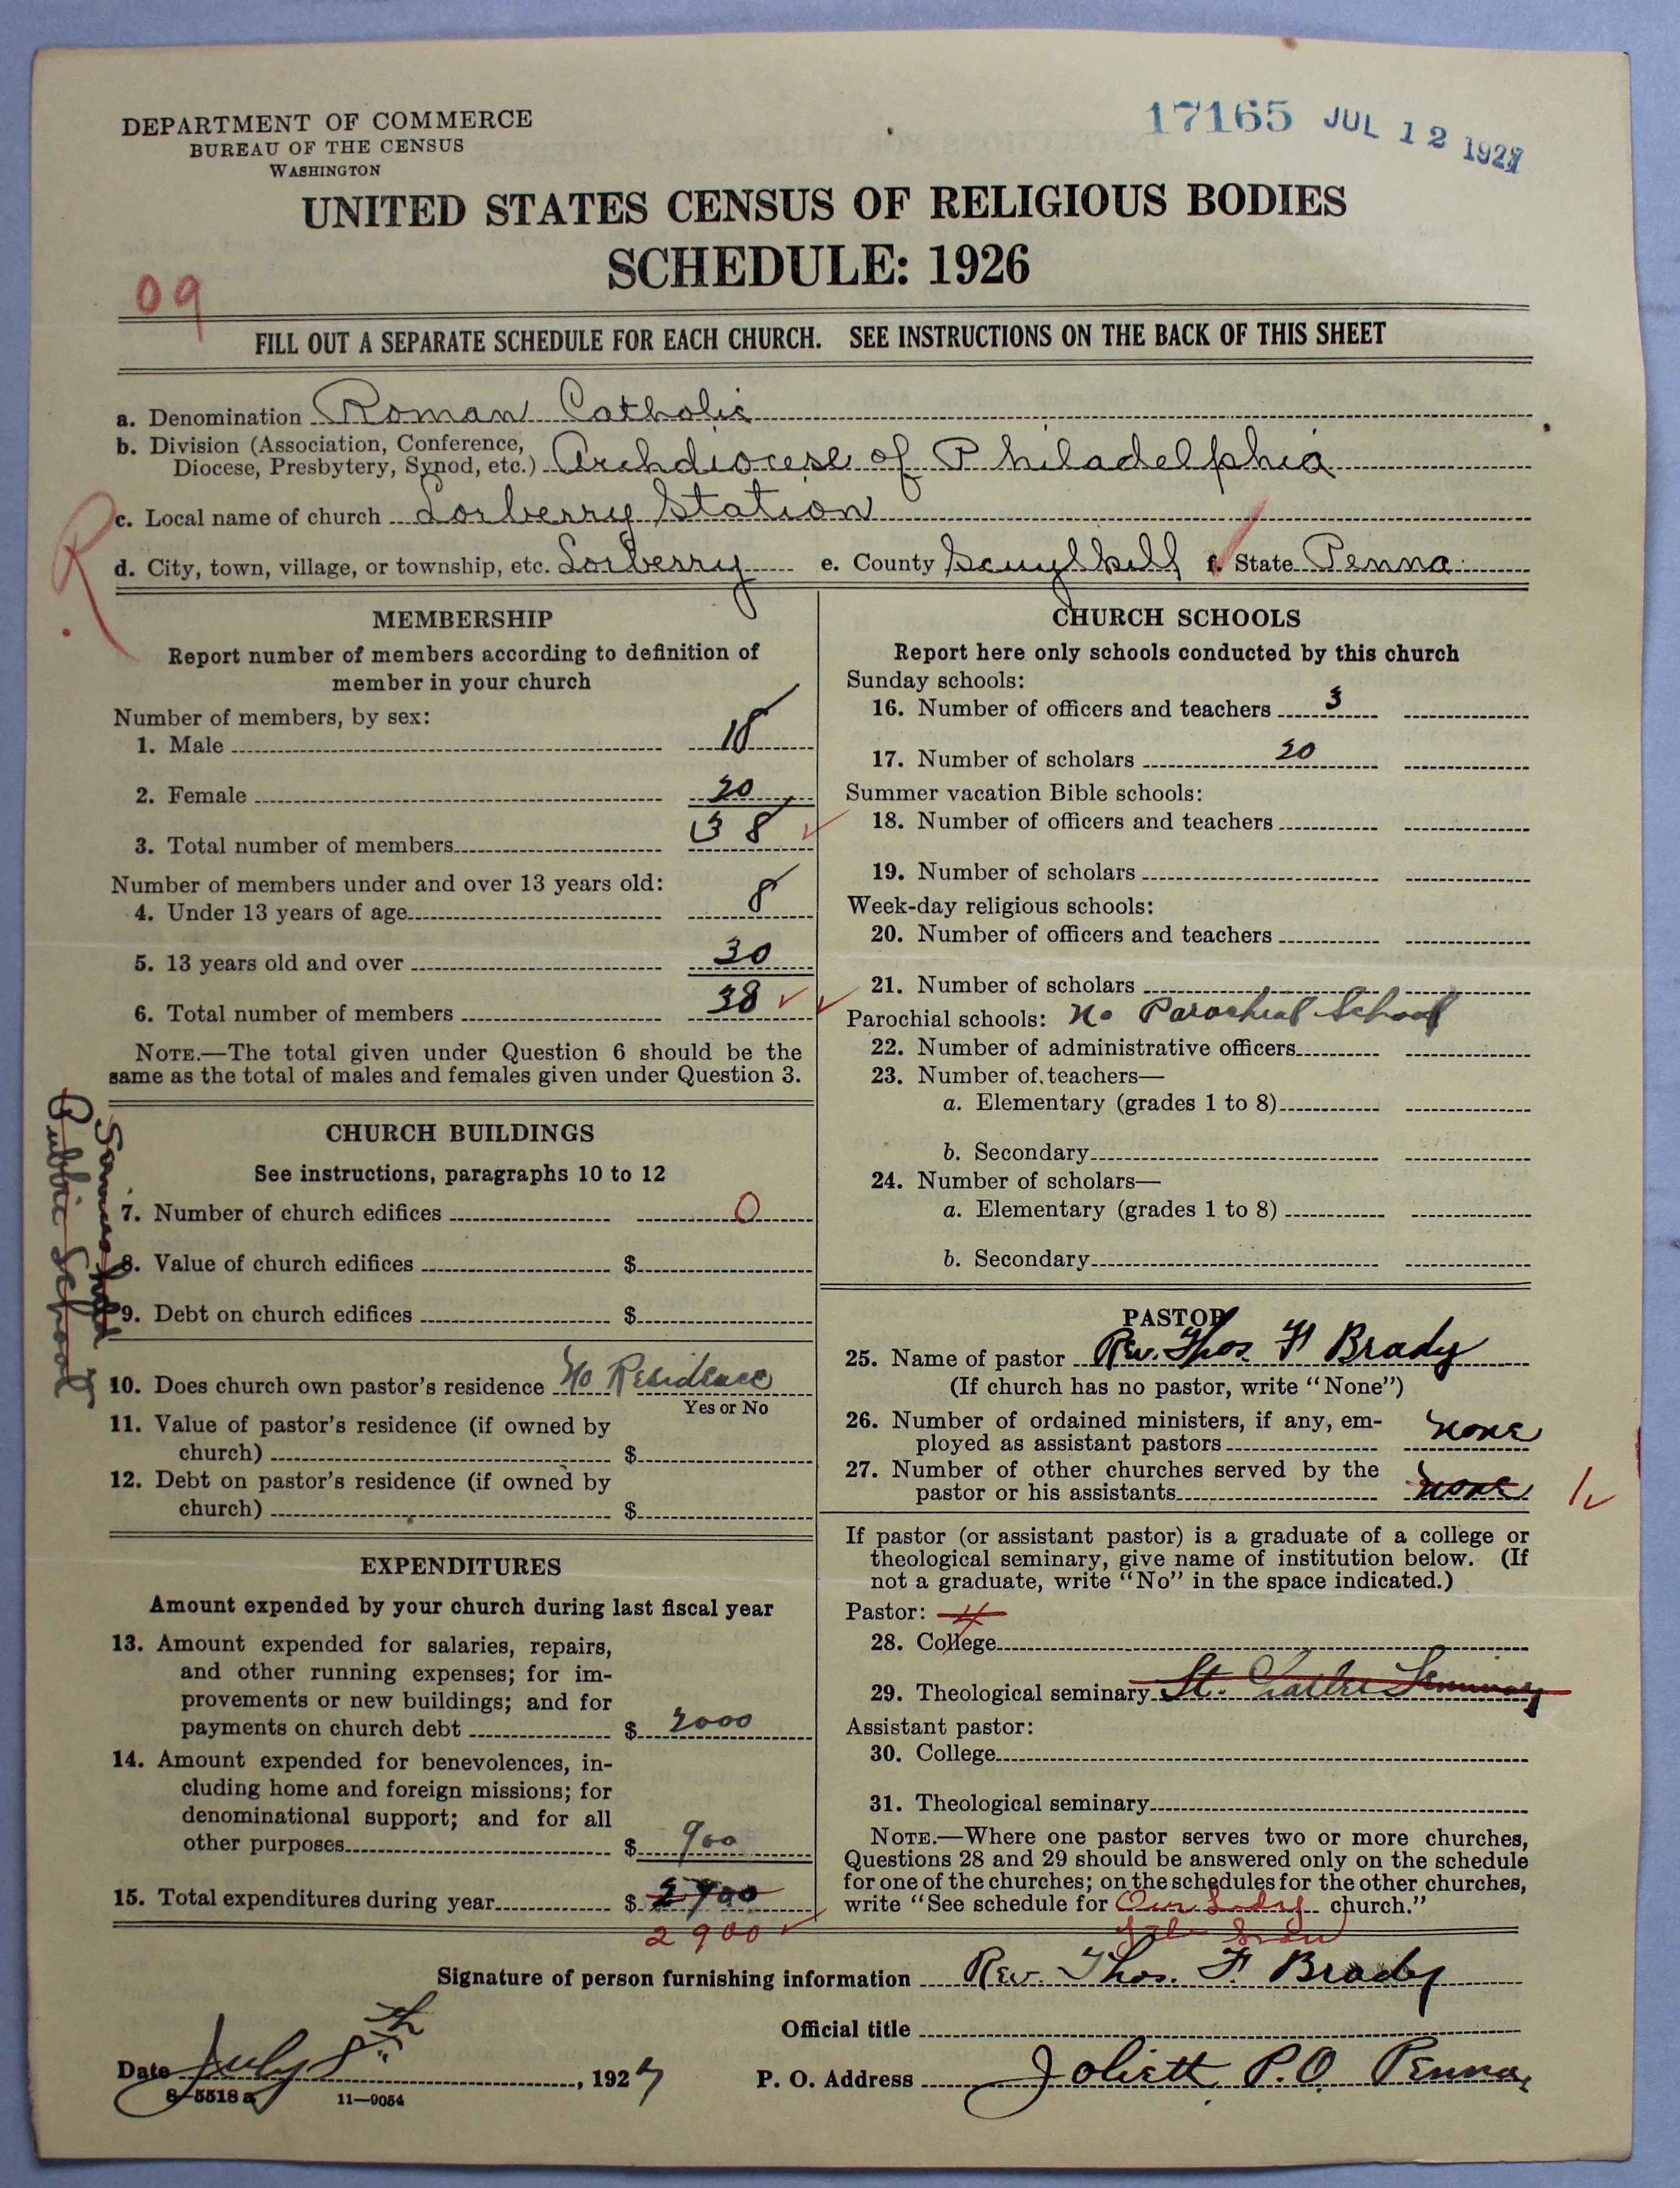 17165 JUL 12 1927
DEPARTMENT OF COMMERCE
BUREAU OF THE CENSUS
WASHINGTON
UNITED STATES CENSUS OF RELIGIOUS BODIES
SCHEDULE: 1926
09
FILL OUT A SEPARATE SCHEDULE FOR EACH CHURCH. SEE INSTRUCTIONS ON THE BACK OF THIS SHEET
a. Denomination Roman Catholic
b. Division (Association, Conference,
Diocese, Presbytery, Synod, etc.) Archdiocese of Philadelphia
c. Local name of church Lorberry Station
R
d. City, town, village, or township, etc. Lorberry e. County Scuylkill f. State Penna
MEMBERSHIP
Report number of members according to definition of
member in your church
Number of members, by sex:
1. Male 18
2. Female 20
3. Total number of members 38
Number of members under and over 13 years old:
4. Under 13 years of age 8
5. 13 years old and over 30
6. Total number of members 38
NOTE.—The total given under Question 6 should be the
same as the total of males and females given under Question 3.
CHURCH BUILDINGS
See instructions, paragraphs 10 to 12
7. Number of church edifices 0
8. Value of church edifices $
9. Debt on church edifices $
Public School
10. Does church own pastor's residence No Residence
Yes or No
11. Value of pastor's residence (if owned by
church) $
12. Debt on pastor's residence (if owned by
church) $
EXPENDITURES
Amount expended by your church during last fiscal year
13. Amount expended for salaries, repairs,
and other running expenses; for im-
provements or new buildings; and for
payments on church debt $ 2000
14. Amount expended for benevolences, in-
cluding home and foreign missions; for
denominational support; and for all
other purposes $ 900
15. Total expenditures during year $ 2900
2900
CHURCH SCHOOLS
Report here only schools conducted by this church
Sunday schools:
16. Number of officers and teachers 3
17. Number of scholars 20
Summer vacation Bible schools:
18. Number of officers and teachers
19. Number of scholars
Week-day religious schools:
20. Number of officers and teachers
21. Number of scholars
Parochial schools: No Parochial School
22. Number of administrative officers
23. Number of teachers—
a. Elementary (grades 1 to 8)
b. Secondary
24. Number of scholars—
a. Elementary (grades 1 to 8)
b. Secondary
PASTOR
25. Name of pastor Rev. Thos F Brady
(If church has no pastor, write "None")
26. Number of ordained ministers, if any, em-
ployed as assistant pastors none
27. Number of other churches served by the
pastor or his assistants none 1
If pastor (or assistant pastor) is a graduate of a college or
theological seminary, give name of institution below. (If
not a graduate, write "No" in the space indicated.)
Pastor:
28. College
29. Theological seminary St. Charles Seminary
Assistant pastor:
30. College
31. Theological seminary
NOTE.—Where one pastor serves two or more churches,
Questions 28 and 29 should be answered only on the schedule
for one of the churches; on the schedules for the other churches,
write "See schedule for Our Lady church."
Signature of person furnishing information Rev. Thos. F. Brady
Official title
Date July 8th, 1927 P. O. Address Joliett P.O. Penna.
8-5518 a 11—9054